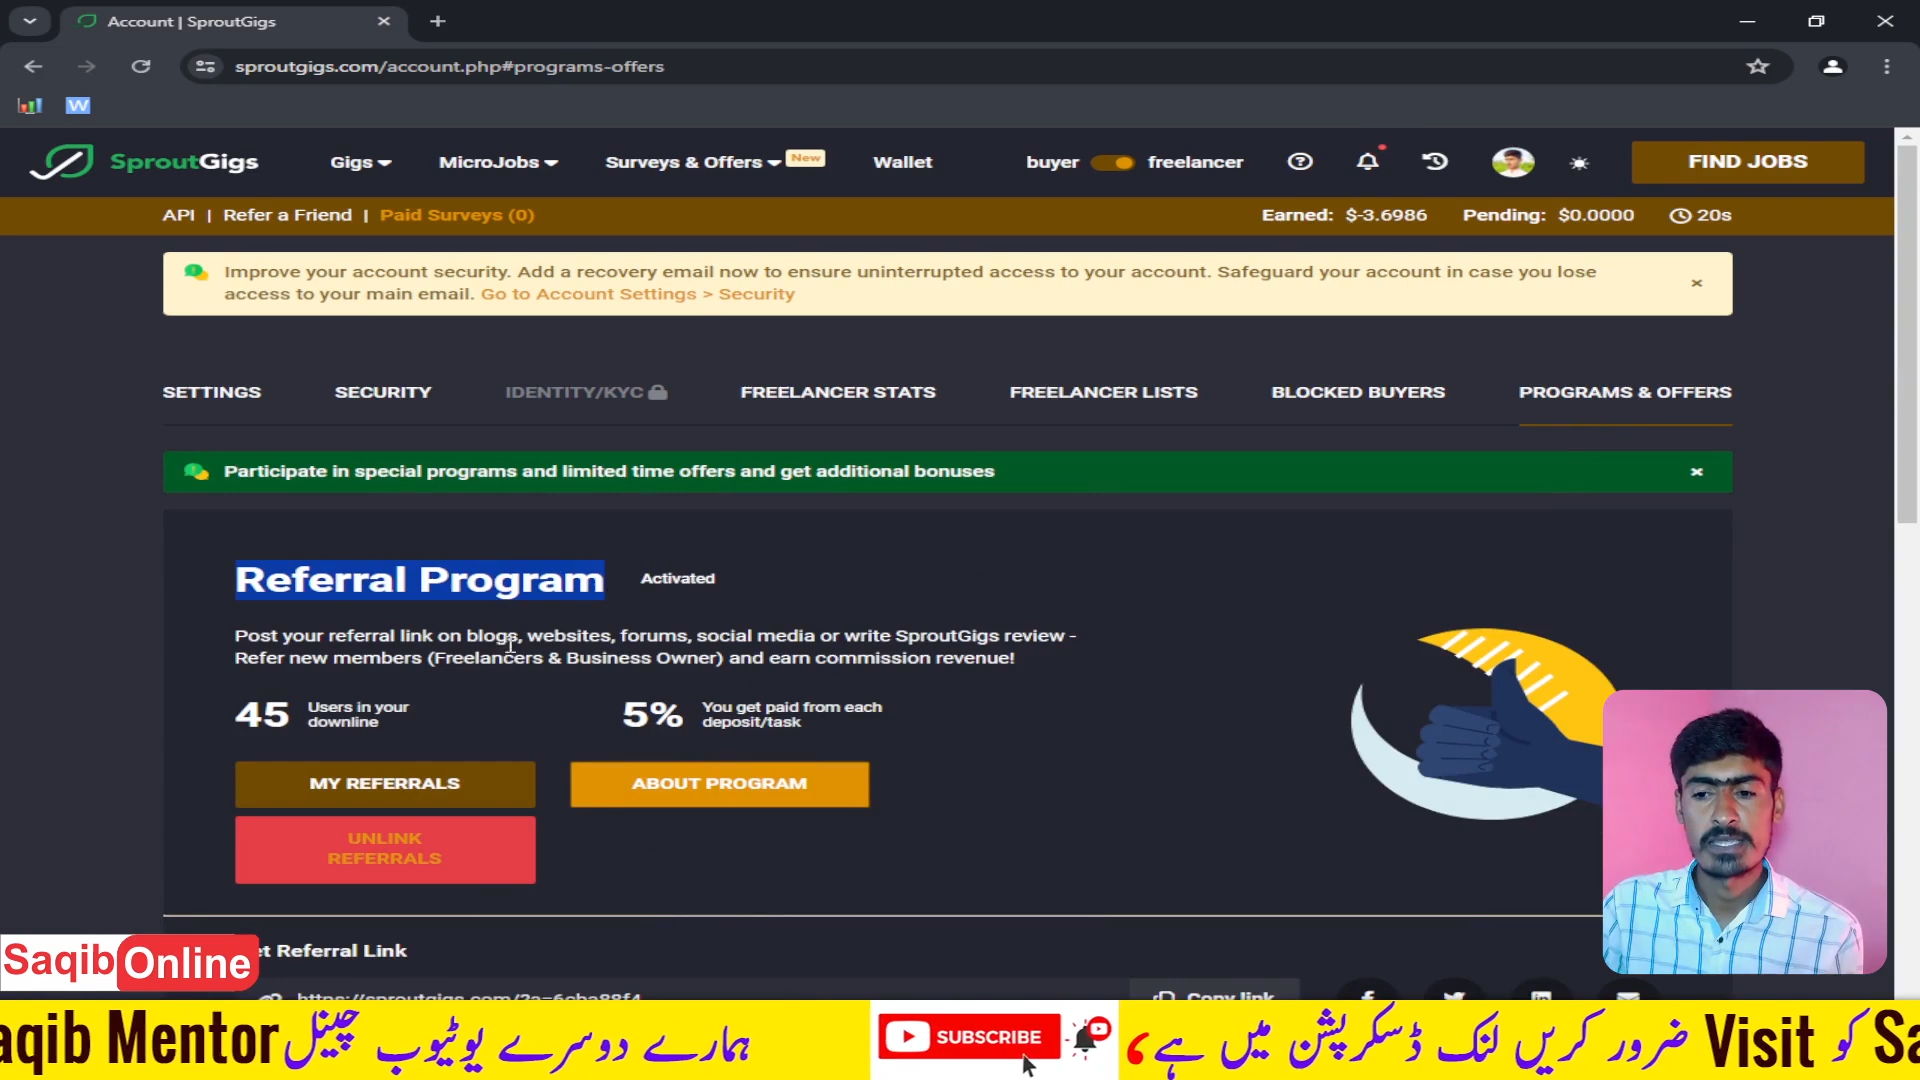 Account | SproutGigs
sproutgigs.com/account.php#programs-offers
W
SproutGigs
Gigs
MicroJobs
Surveys & Offers
New
Wallet
buyer
freelancer
FIND JOBS
API | Refer a Friend | Paid Surveys (0)
Earned: $-3.6986 Pending: $0.0000 20s
Improve your account security. Add a recovery email now to ensure uninterrupted access to your account. Safeguard your account in case you lose
access to your main email. Go to Account Settings > Security
SETTINGS
SECURITY
IDENTITY/KYC
FREELANCER STATS
FREELANCER LISTS
BLOCKED BUYERS
PROGRAMS & OFFERS
Participate in special programs and limited time offers and get additional bonuses
Referral Program
Activated
Post your referral link on blogs, websites, forums, social media or write SproutGigs review -
Refer new members (Freelancers & Business Owner) and earn commission revenue!
45 Users in your
downline
5% You get paid from each
deposit/task
MY REFERRALS
ABOUT PROGRAM
UNLINK
REFERRALS
et Referral Link
Saqib Online
Copy link
aqib Mentor ہمارے دوسرے یوٹیوب چینل
SUBSCRIBE
کو Visit ضرور کریں لنک ڈسکرپشن میں ہے،